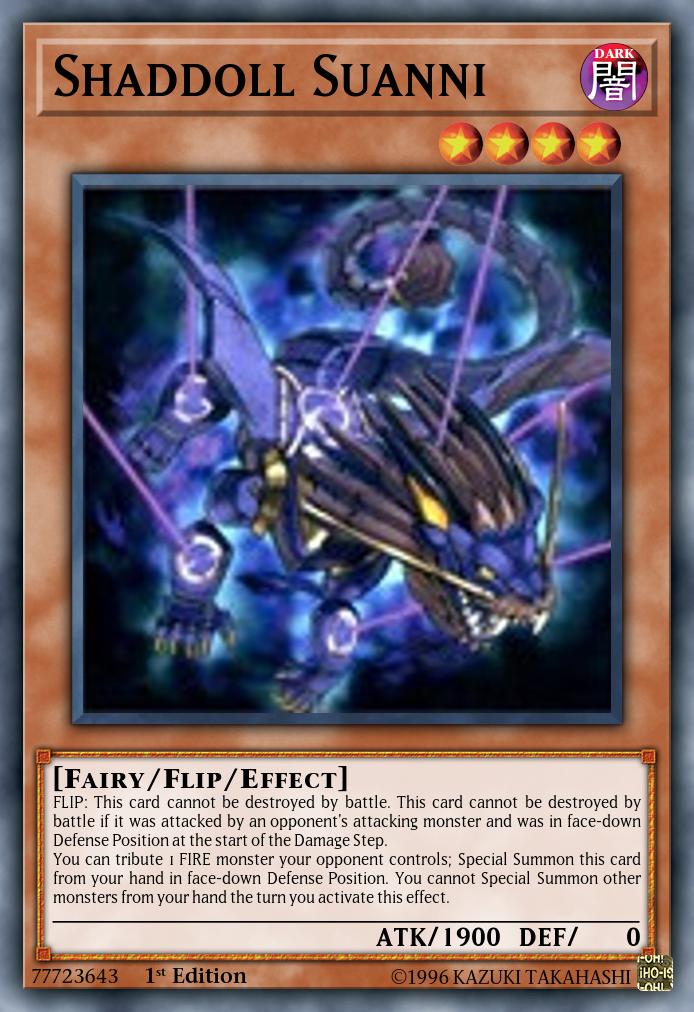 Shaddoll Suanni
DARK
闇
[Fairy/Flip/Effect]
FLIP: This card cannot be destroyed by battle. This card cannot be destroyed by
battle if it was attacked by an opponent's attacking monster and was in face-down
Defense Position at the start of the Damage Step.
You can tribute 1 FIRE monster your opponent controls; Special Summon this card
from your hand in face-down Defense Position. You cannot Special Summon other
monsters from your hand the turn you activate this effect.
ATK/1900 DEF/ 0
77723643 1st Edition ©1996 KAZUKI TAKAHASHI